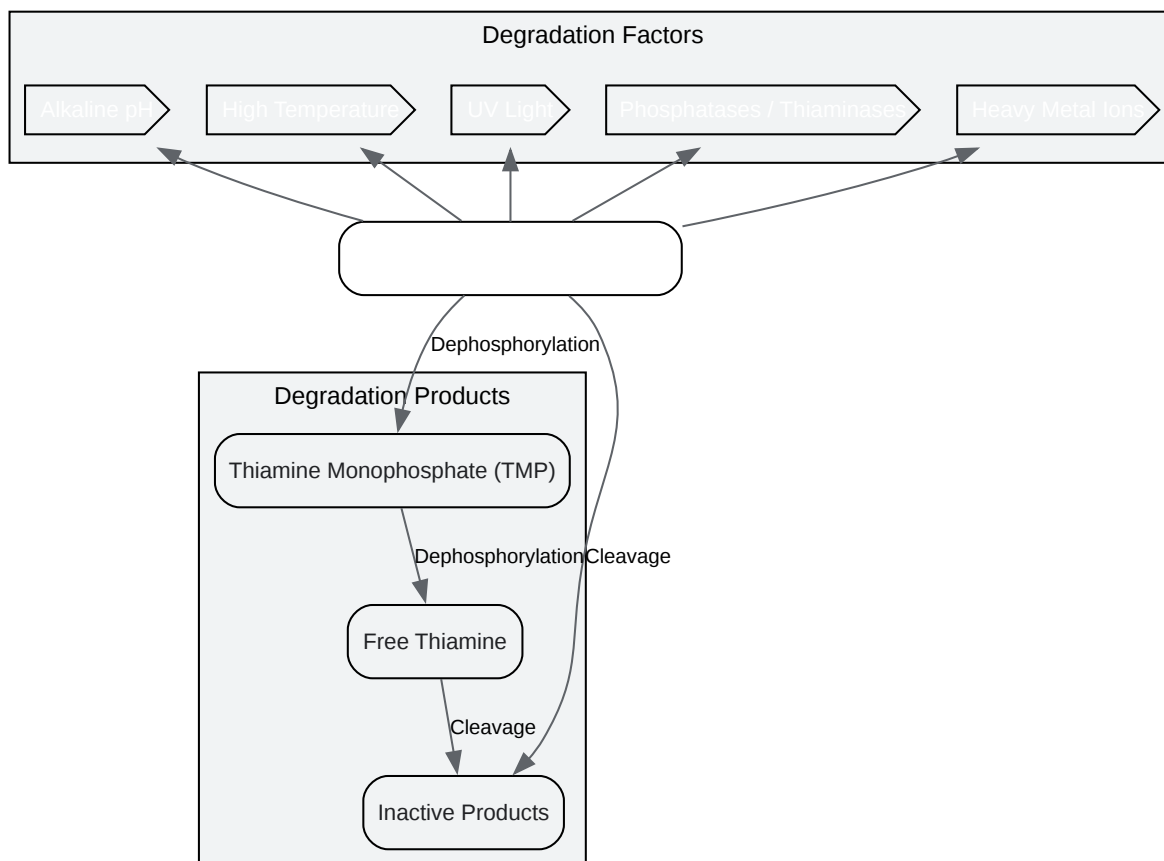 Degradation Factors
Alkaline pH
High Temperature
UV Light
Phosphatases / Thiaminases
Heavy Metal Ions
Dephosphorylation
Degradation Products
Thiamine Monophosphate (TMP)
Dephosphorylation
Cleavage
Free Thiamine
Cleavage
Inactive Products